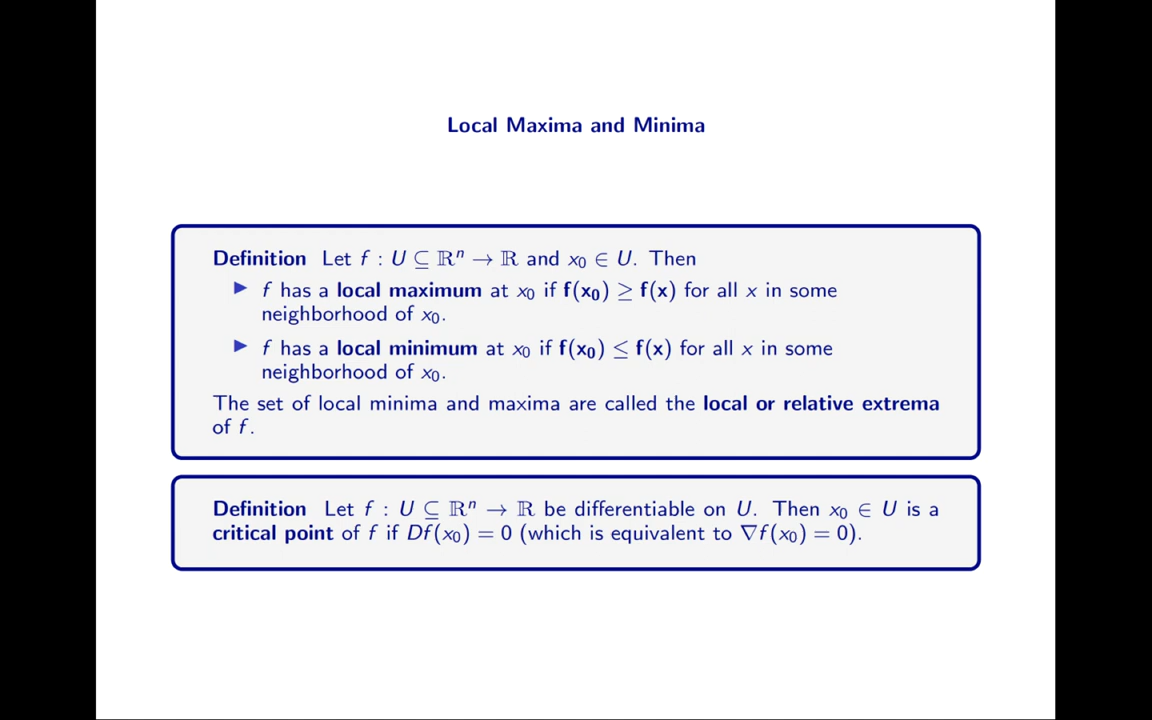 Local Maxima and Minima
Definition Let f : U ⊆ ℝⁿ → ℝ and x₀ ∈ U. Then
▶ f has a local maximum at x₀ if f(x₀) ≥ f(x) for all x in some
neighborhood of x₀.
▶ f has a local minimum at x₀ if f(x₀) ≤ f(x) for all x in some
neighborhood of x₀.
The set of local minima and maxima are called the local or relative extrema
of f.
Definition Let f : U ⊆ ℝⁿ → ℝ be differentiable on U. Then x₀ ∈ U is a
critical point of f if Df(x₀) = 0 (which is equivalent to ∇f(x₀) = 0).